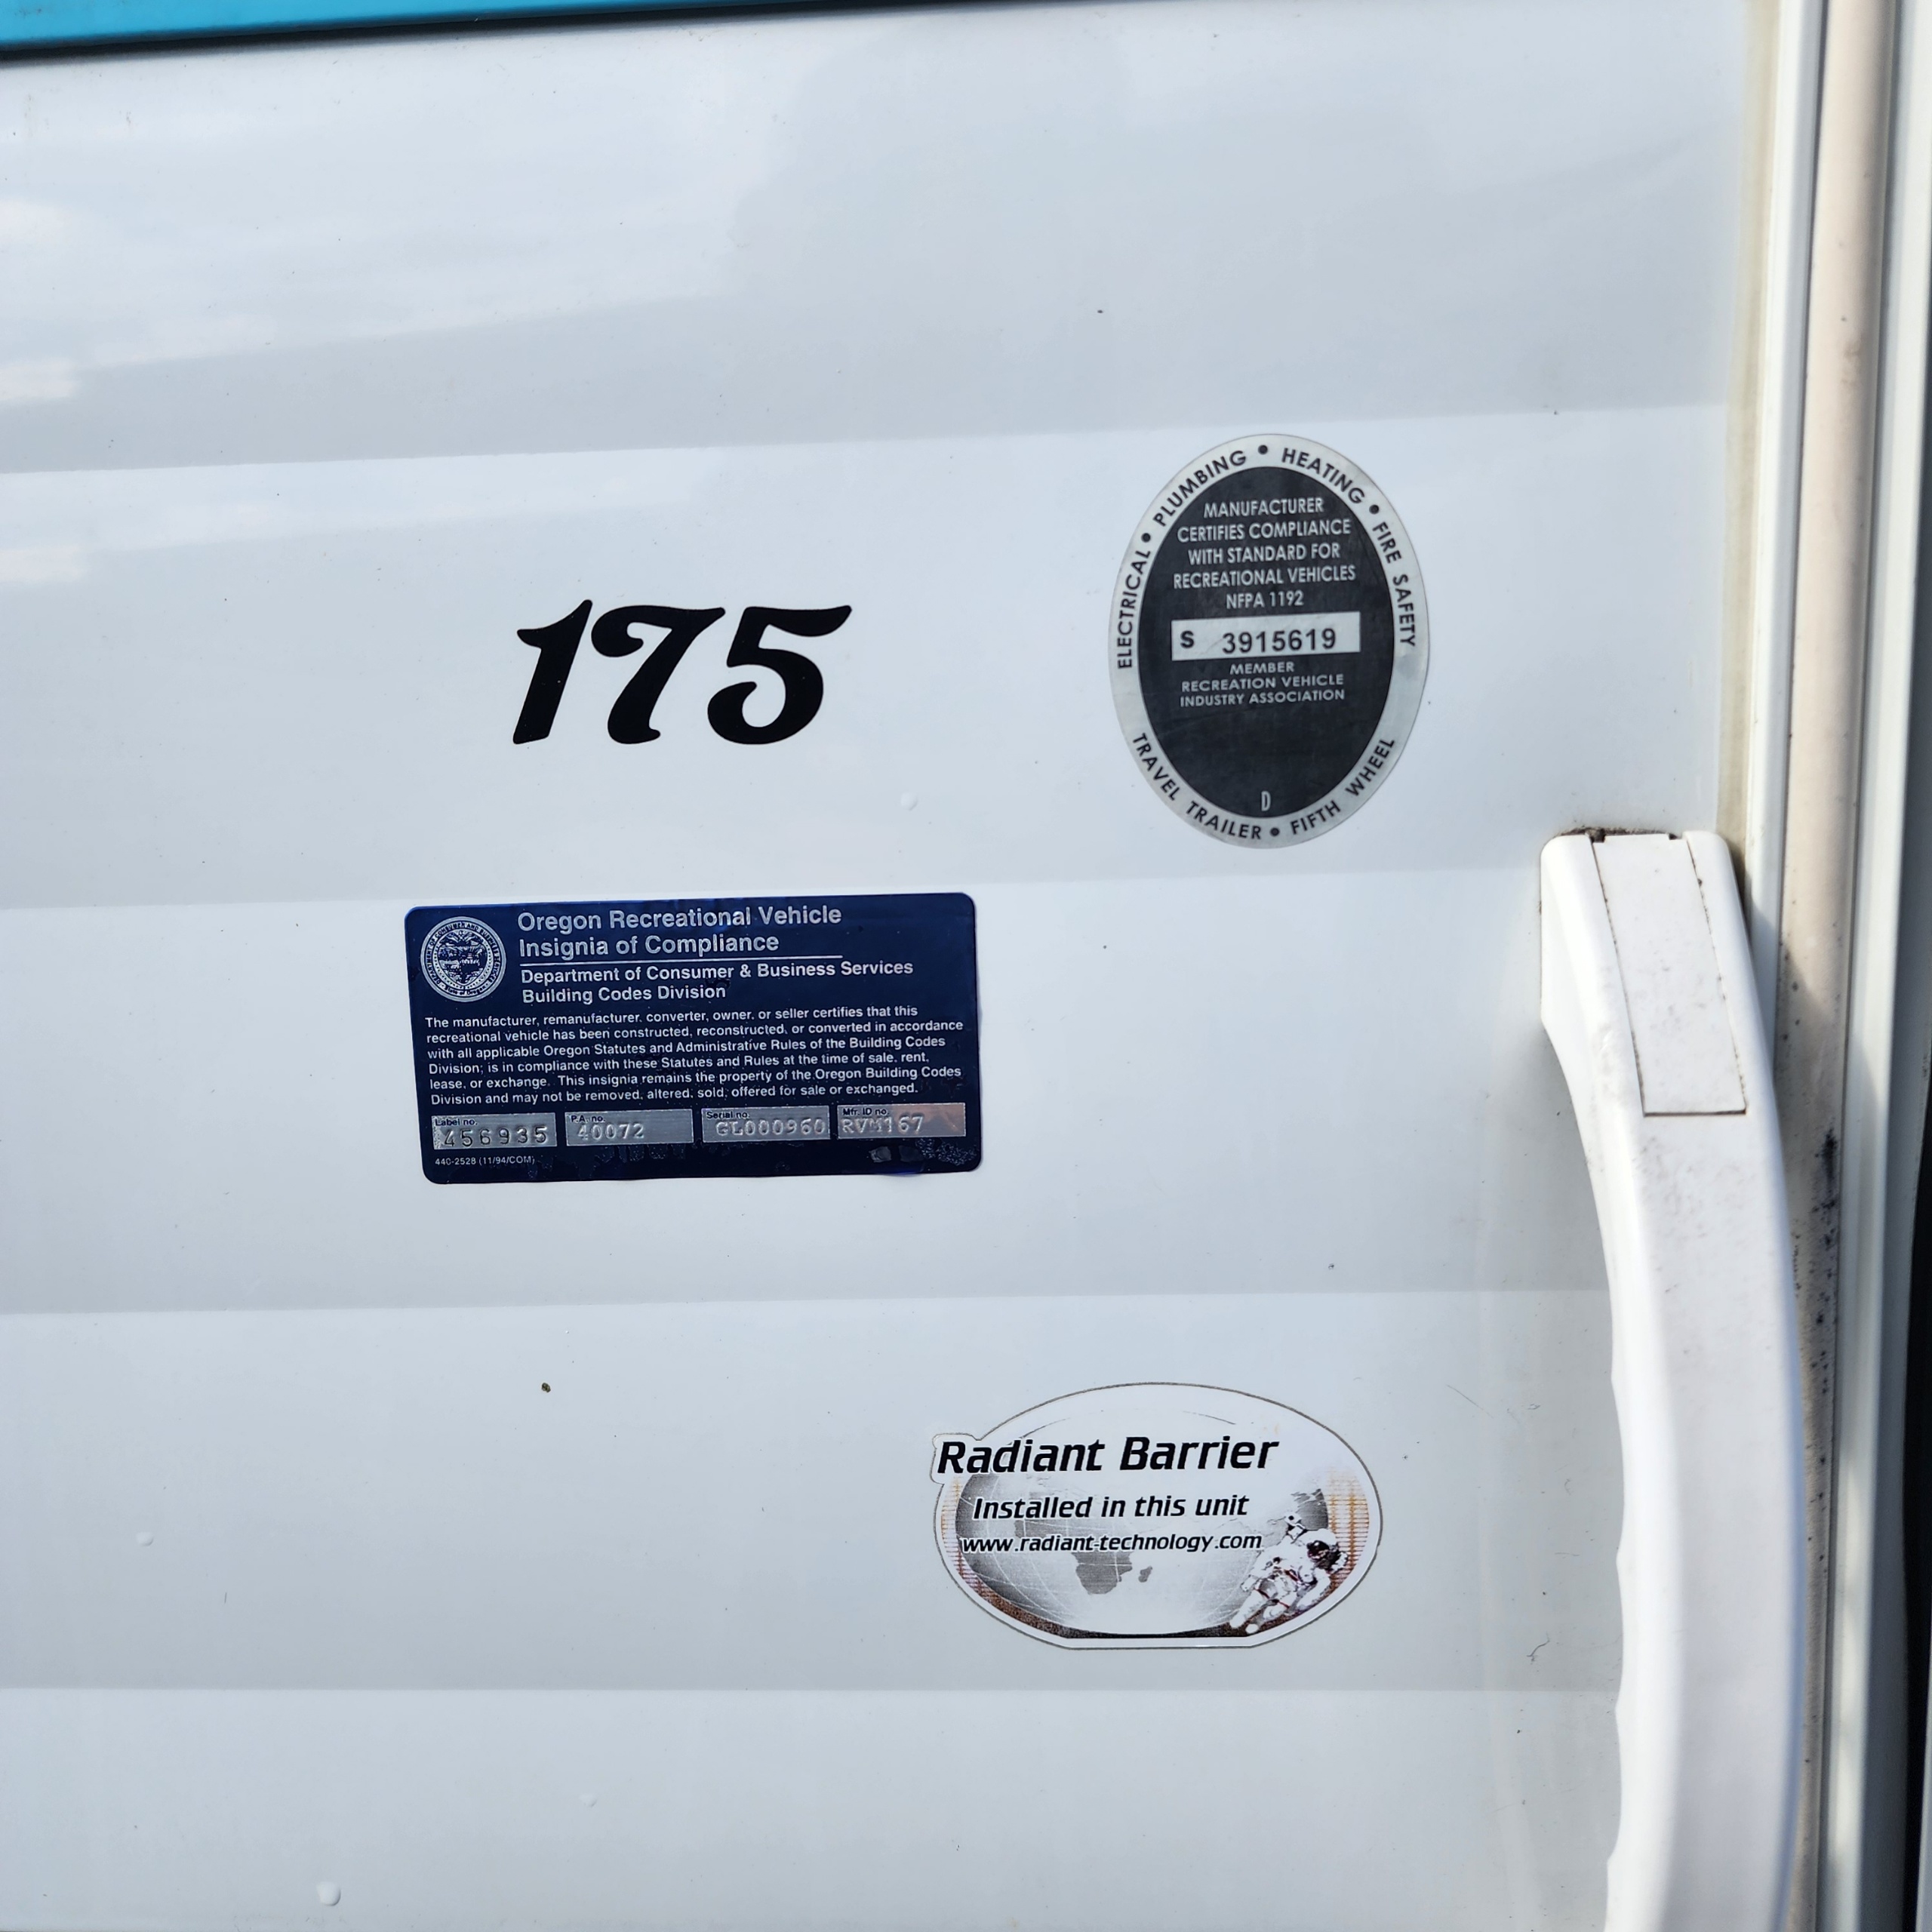 175
ELECTRICAL • PLUMBING • HEATING • FIRE SAFETY
MANUFACTURER
CERTIFIES COMPLIANCE
WITH STANDARD FOR
RECREATIONAL VEHICLES
NFPA 1192
S 3915619
MEMBER
RECREATION VEHICLE
INDUSTRY ASSOCIATION
D
TRAVEL TRAILER • FIFTH WHEEL
Oregon Recreational Vehicle
Insignia of Compliance
Department of Consumer & Business Services
Building Codes Division
The manufacturer, remanufacturer, converter, owner, or seller certifies that this
recreational vehicle has been constructed, reconstructed, or converted in accordance
with all applicable Oregon Statutes and Administrative Rules of the Building Codes
Division; is in compliance with these Statutes and Rules at the time of sale, rent,
lease, or exchange. This insignia remains the property of the Oregon Building Codes
Division and may not be removed, altered, sold, offered for sale or exchanged.
Label no. P.A. no. Serial no. Mfr. ID no.
456935 40072 GL000960 RVM167
440-2528 (11/94/COM)
Radiant Barrier
Installed in this unit
www.radiant-technology.com